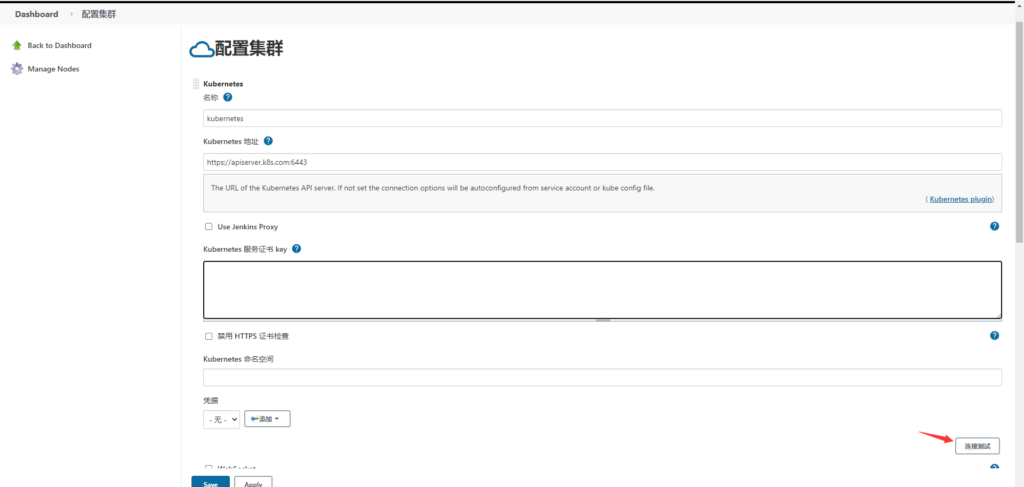 Dashboard › 配置集群
Back to Dashboard
Manage Nodes
配置集群
Kubernetes
名称 ?
kubernetes
Kubernetes 地址 ?
https://apiserver.k8s.com:6443
The URL of the Kubernetes API server. If not set the connection options will be autoconfigured from service account or kube config file.
( Kubernetes plugin)
Use Jenkins Proxy ?
Kubernetes 服务证书 key ?
禁用 HTTPS 证书检查 ?
Kubernetes 命名空间
凭据
- 无 - 添加
连接测试
WebSocket ?
Save Apply